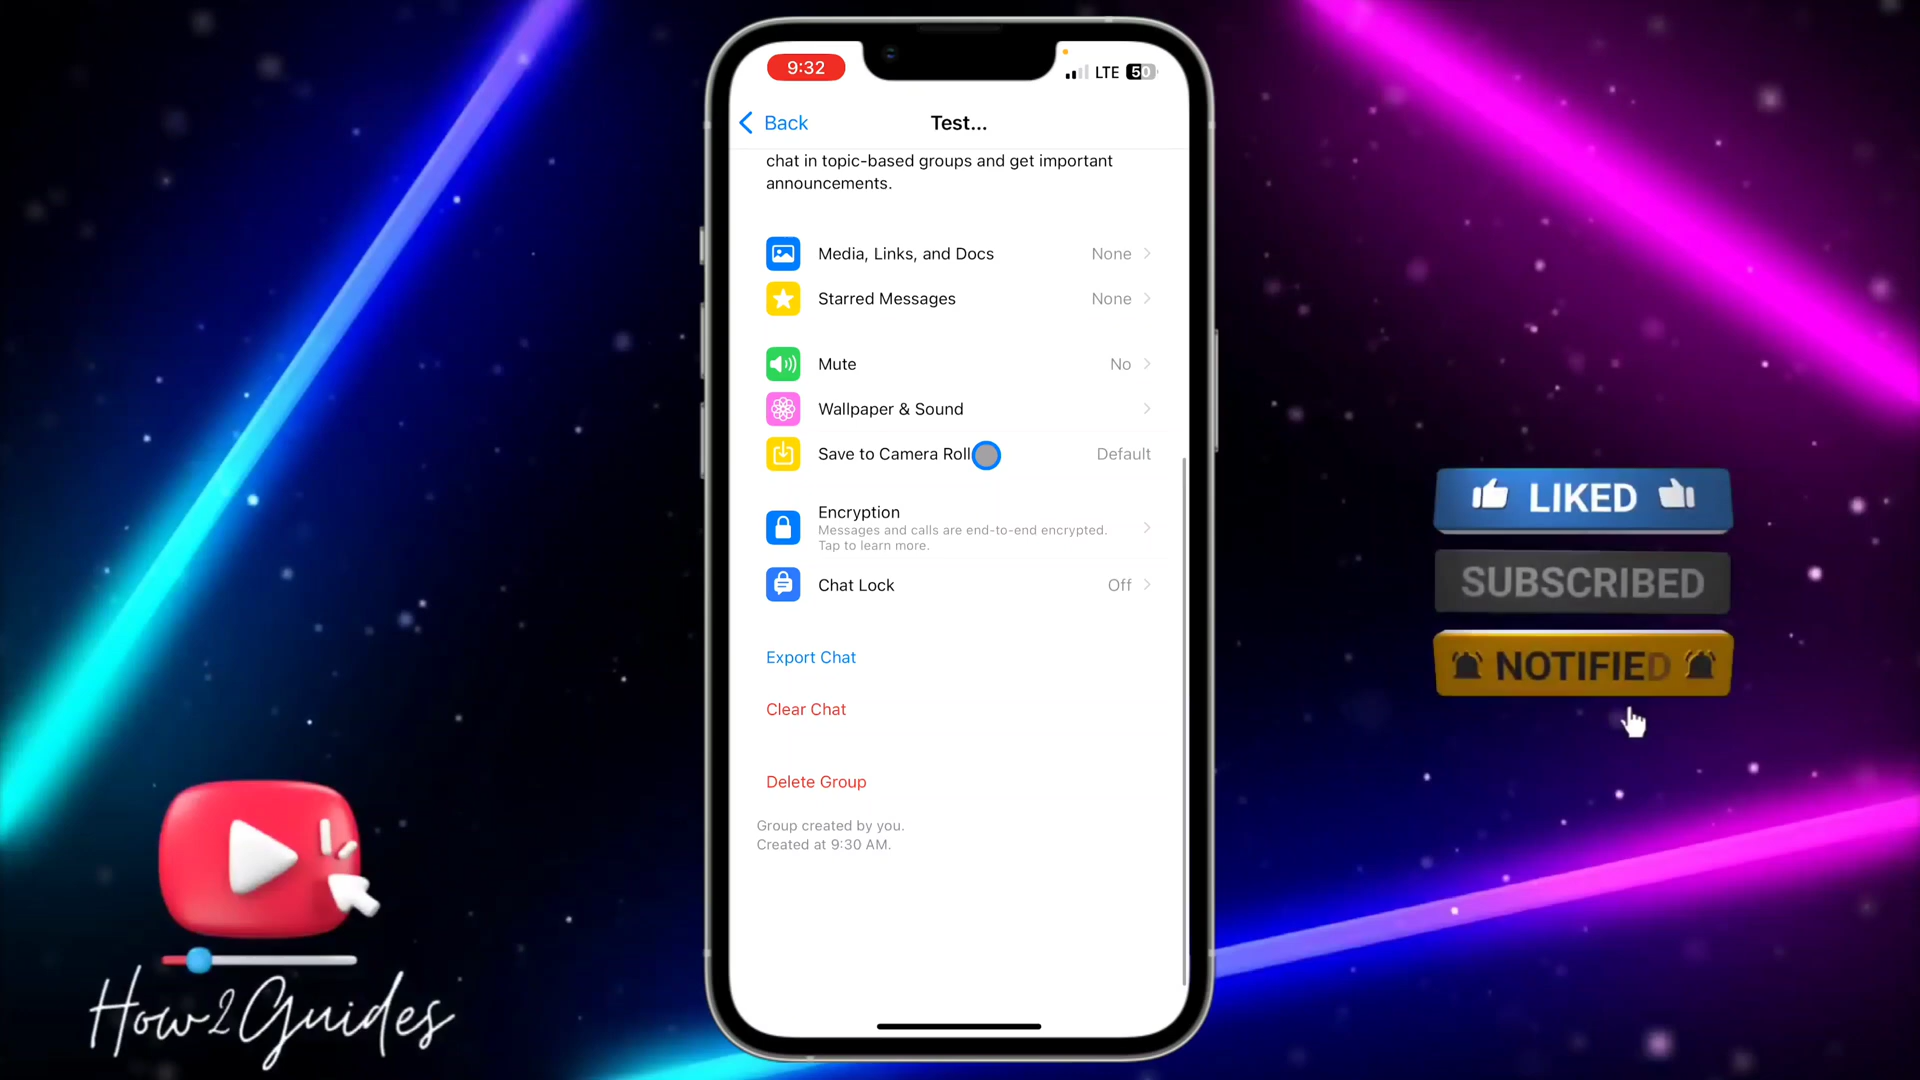 9:32
LTE 50
Back
Test...
chat in topic-based groups and get important
announcements.
Media, Links, and Docs None
Starred Messages None
Mute No
Wallpaper & Sound
Save to Camera Roll Default
Encryption
Messages and calls are end-to-end encrypted.
Tap to learn more.
Chat Lock Off
Export Chat
Clear Chat
Delete Group
Group created by you.
Created at 9:30 AM.
LIKED
SUBSCRIBED
NOTIFIED
How2Guides